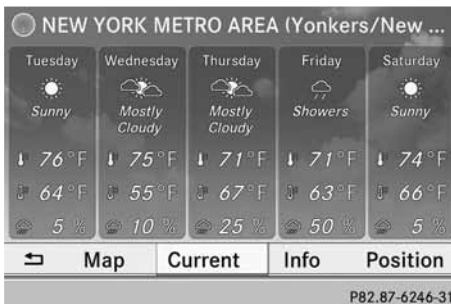 NEW YORK METRO AREA (Yonkers/New ...
Tuesday Wednesday Thursday Friday Saturday
Sunny Mostly Cloudy Mostly Cloudy Showers Sunny
76°F 75°F 71°F 71°F 74°F
64°F 55°F 67°F 63°F 66°F
5 % 10 % 25 % 50 % 5 %
Map Current Info Position
P82.87-6246-31